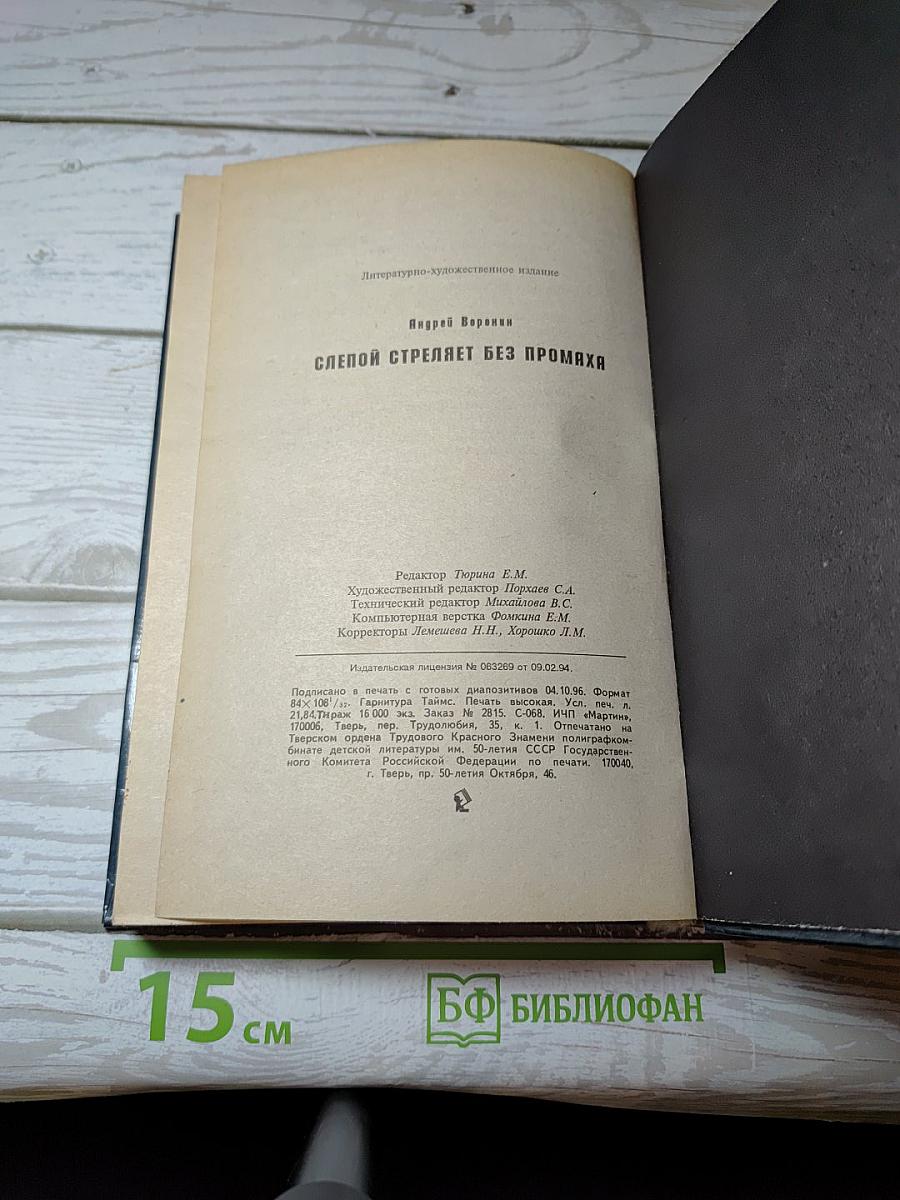 Литературно-художественное издание
Андрей Воронин
СЛЕПОЙ СТРЕЛЯЕТ БЕЗ ПРОМАХА
Редактор Тюрина Е.М.
Художественный редактор Порхаев С.А.
Технический редактор Михайлова В.С.
Компьютерная верстка Фомкина Е.М.
Корректоры Лемешева Н.Н., Хорошко Л.М.
Издательская лицензия № 063269 от 09.02.94.
Подписано в печать с готовых диапозитивов 04.10.96. Формат
84×108¹/₃₂. Гарнитура Таймс. Печать высокая. Усл. печ. л.
21,84. Тираж 16 000 экз. Заказ № 2815. С-068. ИЧП «Мартин»,
170006, Тверь, пер. Трудолюбия, 35, к. 1. Отпечатано на
Тверском ордена Трудового Красного Знамени полиграфком-
бинате детской литературы им. 50-летия СССР Государствен-
ного Комитета Российской Федерации по печати. 170040,
г. Тверь, пр. 50-летия Октября, 46.
15 см
БФ БИБЛИОФАН